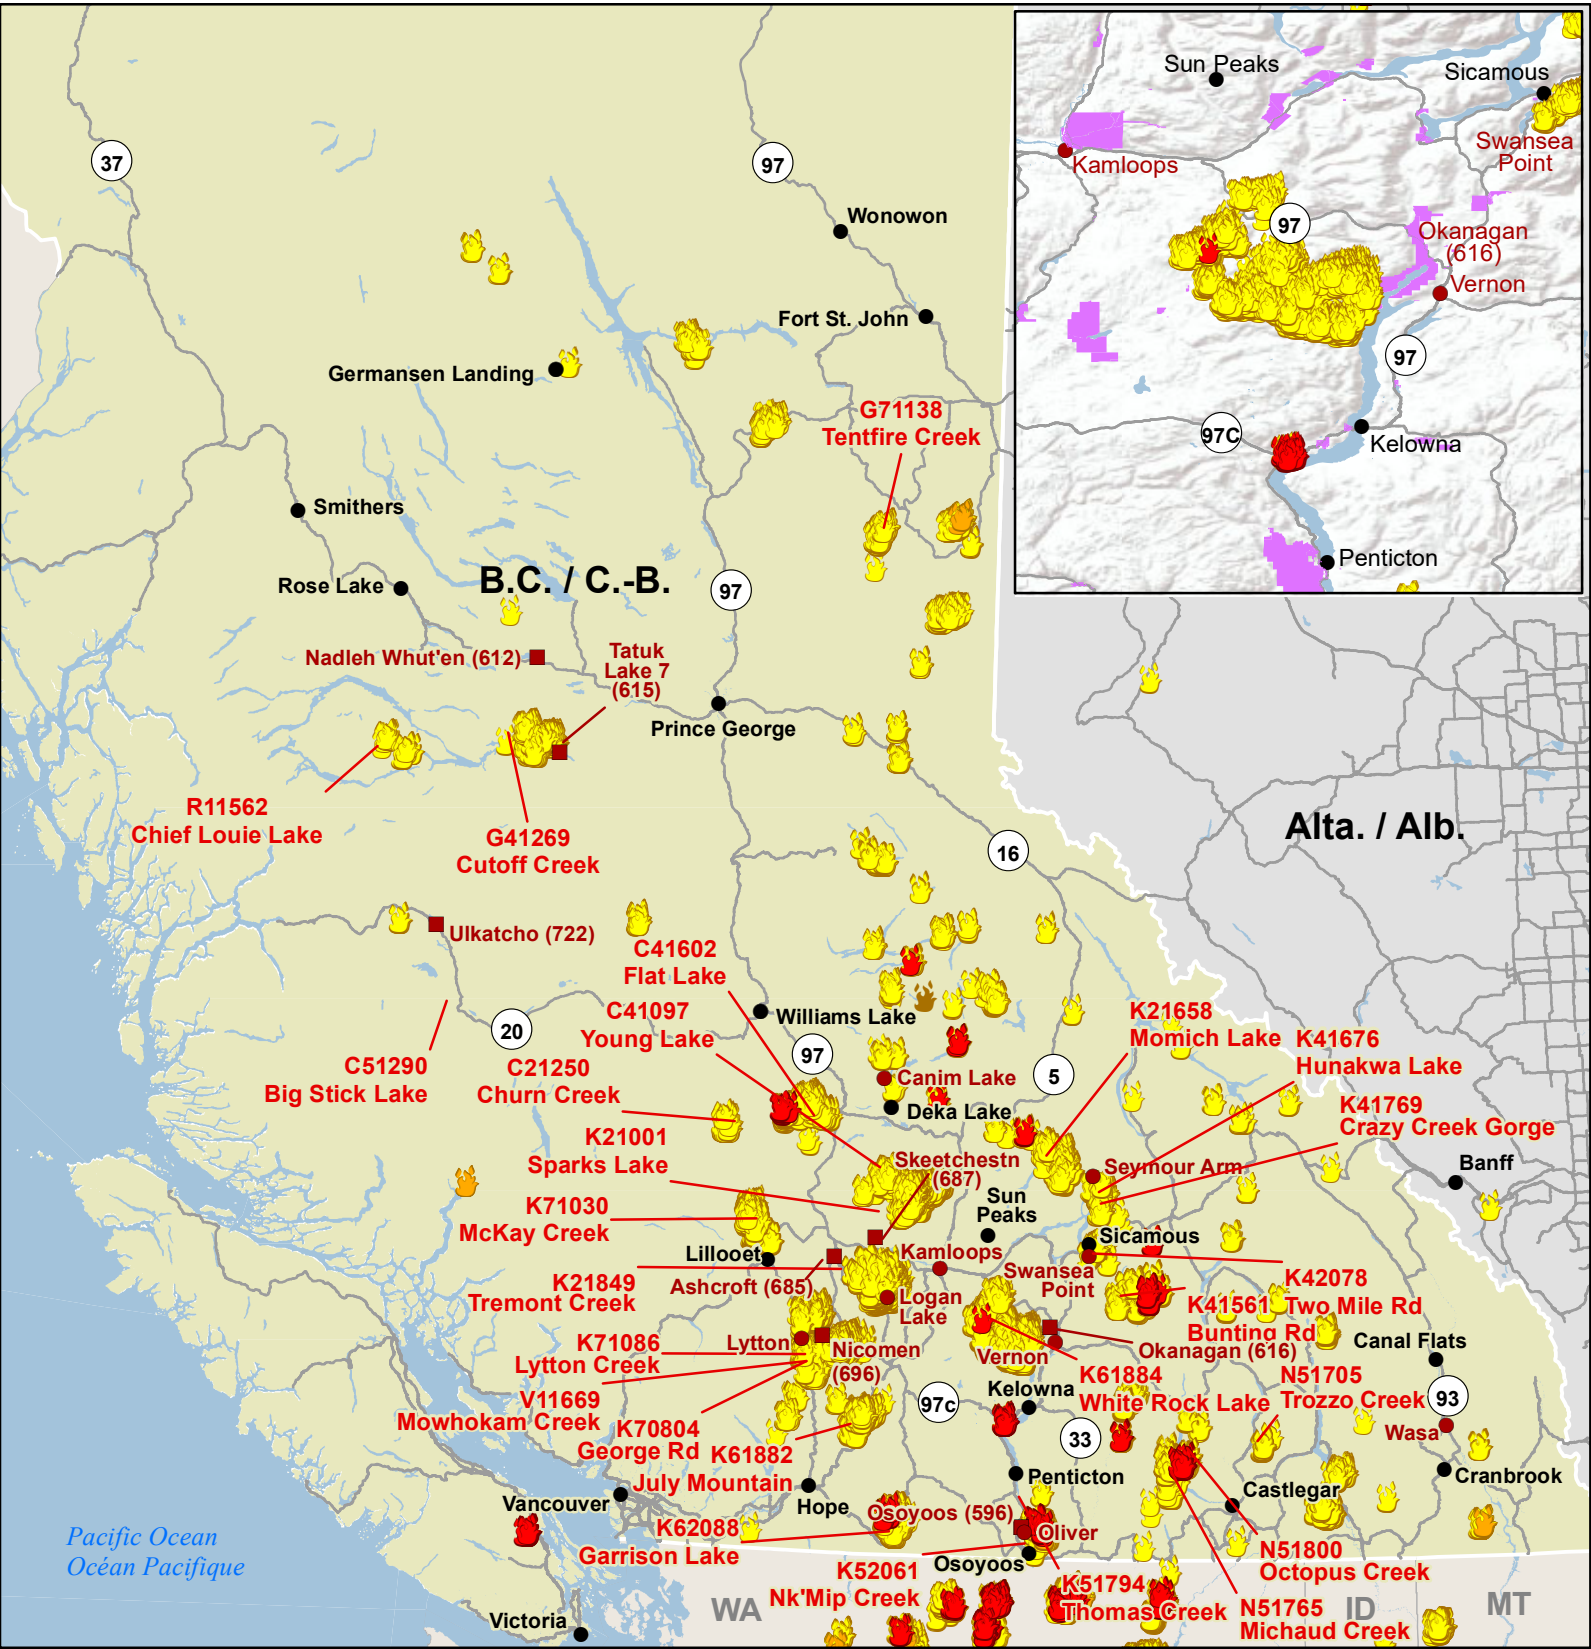 37
97
Wonowon
Fort St. John
Germansen Landing
G71138
Tentfire Creek
Sun Peaks
Sicamous
Swansea
Point
Kamloops
97
Okanagan
(616)
Vernon
97
97C
Kelowna
Penticton
Smithers
Rose Lake
B.C. / C.-B.
97
Nadleh Whut'en (612)
Tatuk
Lake 7
(615)
Prince George
R11562
Chief Louie Lake
G41269
Cutoff Creek
16
Alta. / Alb.
Ulkatcho (722)
C41602
Flat Lake
C41097
Young Lake
Williams Lake
20
97
C51290
Big Stick Lake
C21250
Churn Creek
Canim Lake
Deka Lake
5
K21658
Momich Lake
K41676
Hunakwa Lake
K41769
Crazy Creek Gorge
Banff
K21001
Sparks Lake
Skeetchestn
(687)
Seymour Arm
Sun
Peaks
K71030
McKay Creek
Lillooet
Sicamous
Kamloops
Ashcroft (685)
Swansea
Point
K21849
Tremont Creek
Logan
Lake
K42078
Two Mile Rd
K41561
Bunting Rd
Canal Flats
K71086
Lytton Creek
Lytton
Nicomen
(696)
Vernon
Okanagan (616)
K61884
White Rock Lake
N51705
Trozzo Creek
V11669
Mowhokam Creek
97c
Kelowna
93
Wasa
K70804
George Rd
K61882
July Mountain
33
Penticton
Cranbrook
Castlegar
Vancouver
Hope
Osoyoos (596)
Oliver
K62088
Garrison Lake
Osoyoos
K52061
Nk'Mip Creek
K51794
Thomas Creek
N51800
Octopus Creek
N51765
Michaud Creek
Pacific Ocean
Océan Pacifique
Victoria
WA
ID
MT